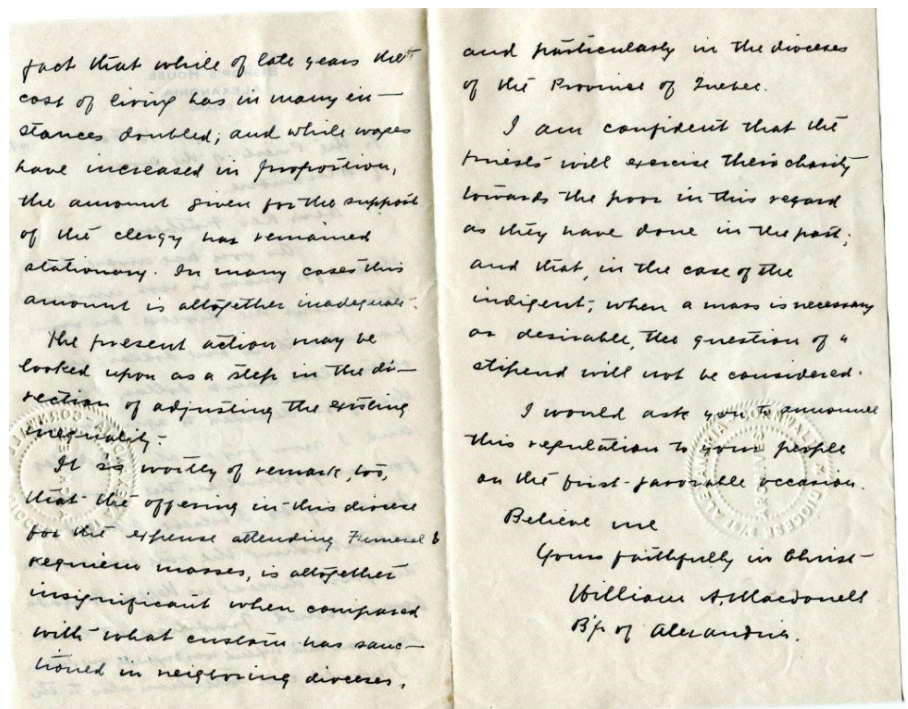 fact that while of late years the
cost of living has in many in-
stances doubled; and while wages
have increased in proportion,
the amount given for the support
of the clergy has remained
stationary. In many cases this
amount is altogether inadequate.
The present action may be
looked upon as a step in the di-
rection of adjusting the existing
inequality.
It is worthy of remark, too,
that the offering in this diocese
for the expense attending Funeral &
requiem masses, is altogether
insignificant when compared
with what custom has sanc-
tioned in neighboring dioceses,
and particularly in the dioceses
of the Province of Quebec.
I am confident that the
priests will exercise their charity
towards the poor in this regard
as they have done in the past;
and that, in the case of the
indigent, when a mass is necessary
or desirable, the question of a
stipend will not be considered.
I would ask you to announce
this regulation to your people
on the first favorable occasion.
Believe me
Yours faithfully in Christ
William A. Macdonell
Bp of Alexandria.